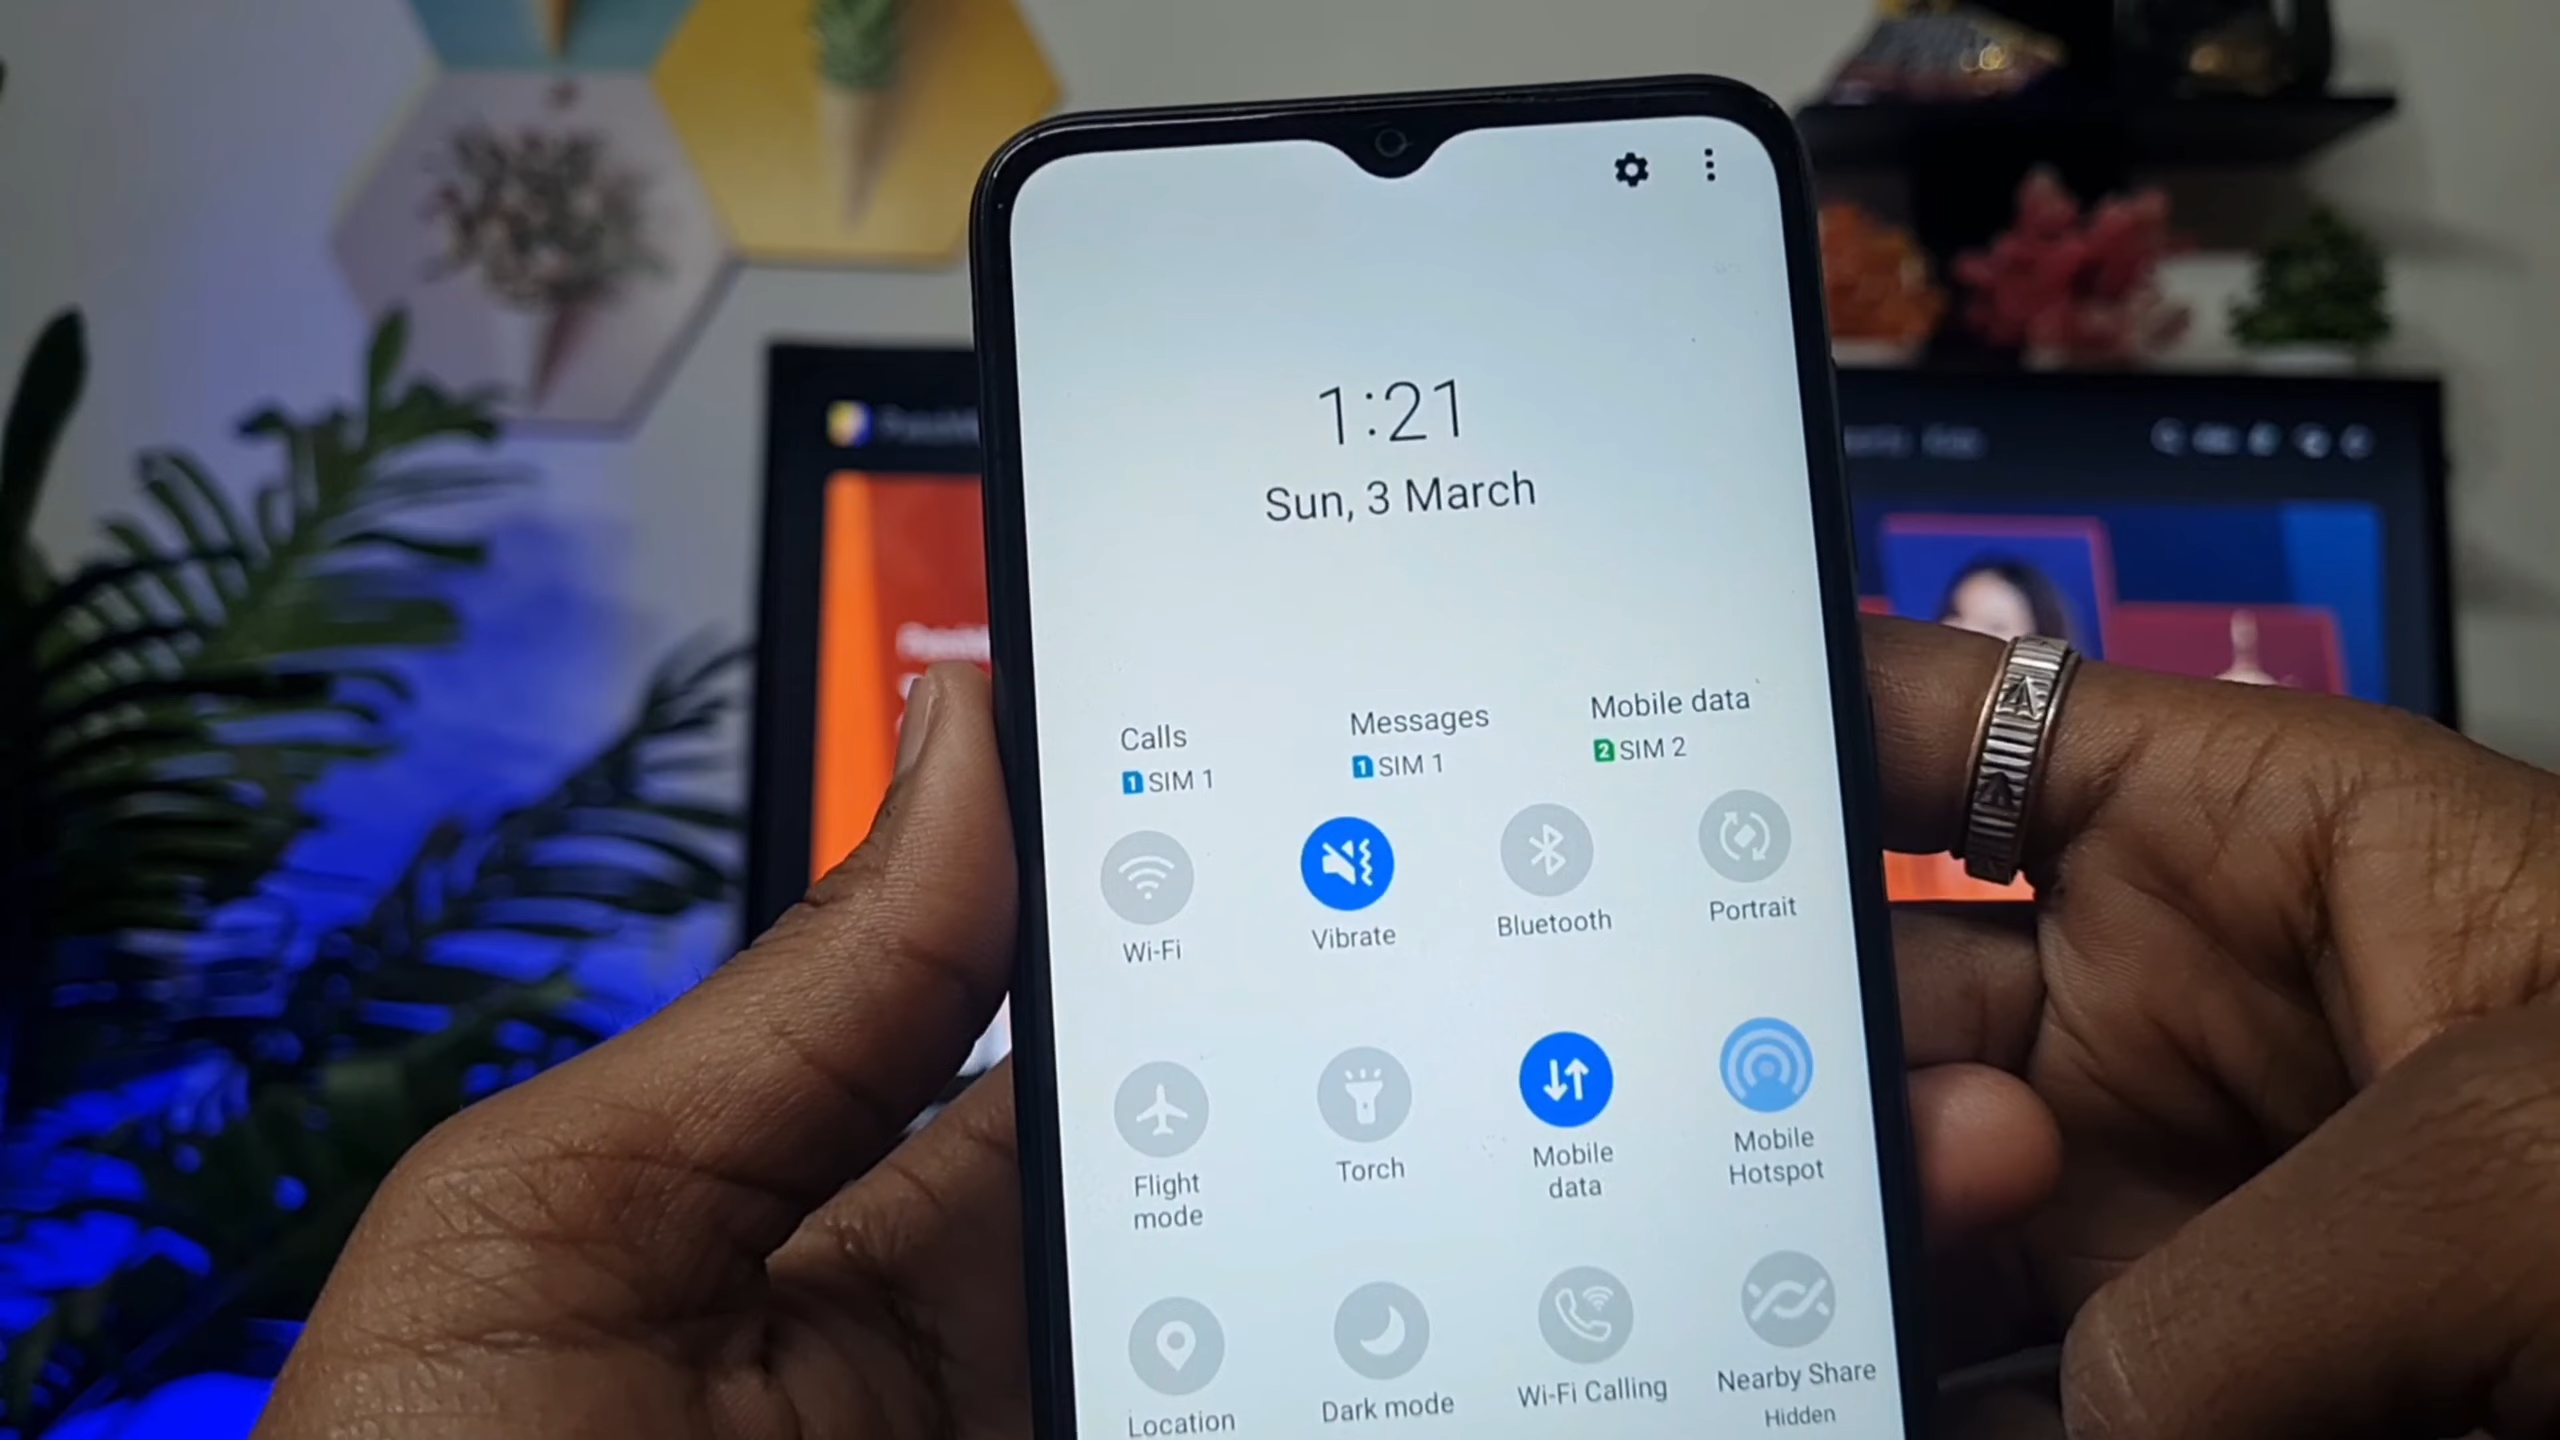 1:21
Sun, 3 March
Calls
Messages
Mobile data
1 SIM 1
1 SIM 1
2 SIM 2
Wi-Fi
Vibrate
Bluetooth
Portrait
Flight
mode
Torch
Mobile
data
Mobile
Hotspot
Location
Dark mode
Wi-Fi Calling
Nearby Share
Hidden